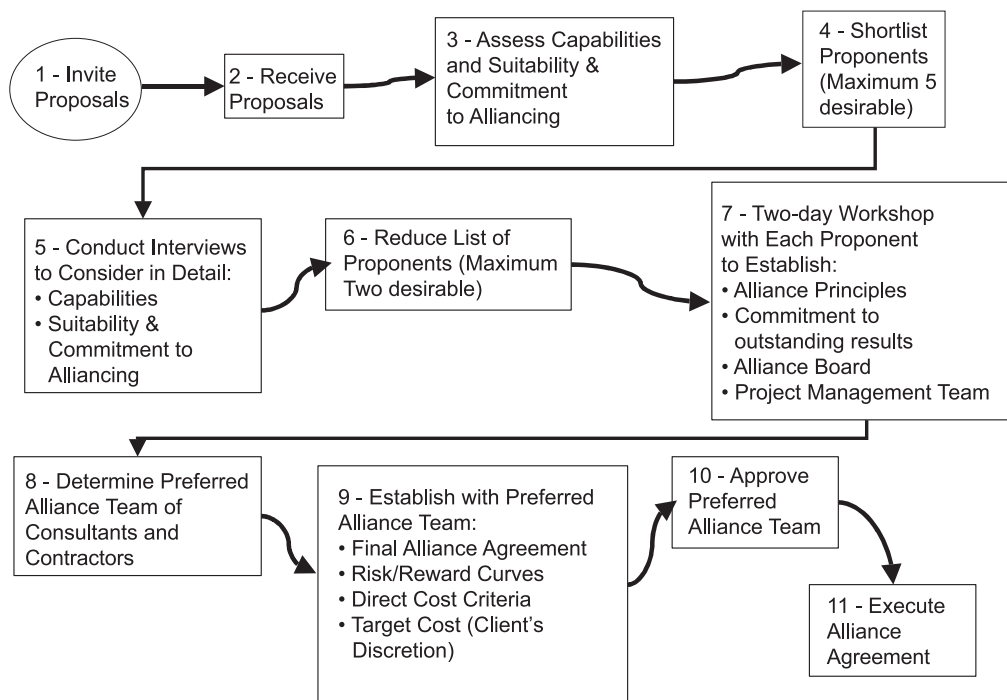 1 - Invite
Proposals
2 - Receive
Proposals
3 - Assess Capabilities
and Suitability &
Commitment
to Alliancing
4 - Shortlist
Proponents
(Maximum 5
desirable)
5 - Conduct Interviews
to Consider in Detail:
• Capabilities
• Suitability &
Commitment to
Alliancing
6 - Reduce List of
Proponents (Maximum
Two desirable)
7 - Two-day Workshop
with Each Proponent
to Establish:
• Alliance Principles
• Commitment to
outstanding results
• Alliance Board
• Project Management Team
8 - Determine Preferred
Alliance Team of
Consultants and
Contractors
9 - Establish with Preferred
Alliance Team:
• Final Alliance Agreement
• Risk/Reward Curves
• Direct Cost Criteria
• Target Cost (Client's
Discretion)
10 - Approve
Preferred
Alliance Team
11 - Execute
Alliance
Agreement